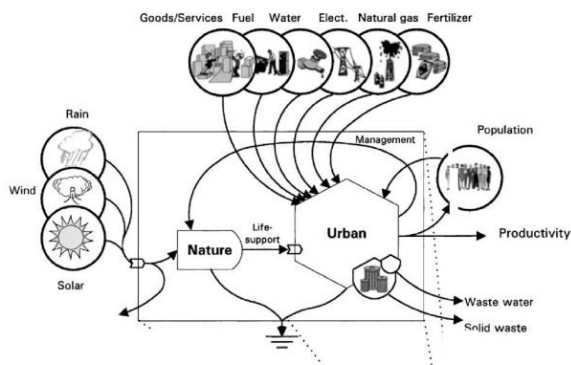 Goods/Services Fuel Water Elect. Natural gas Fertilizer
Rain
Management
Population
Wind
Life-
support
Nature
Urban
Productivity
Solar
Waste water
Solid waste